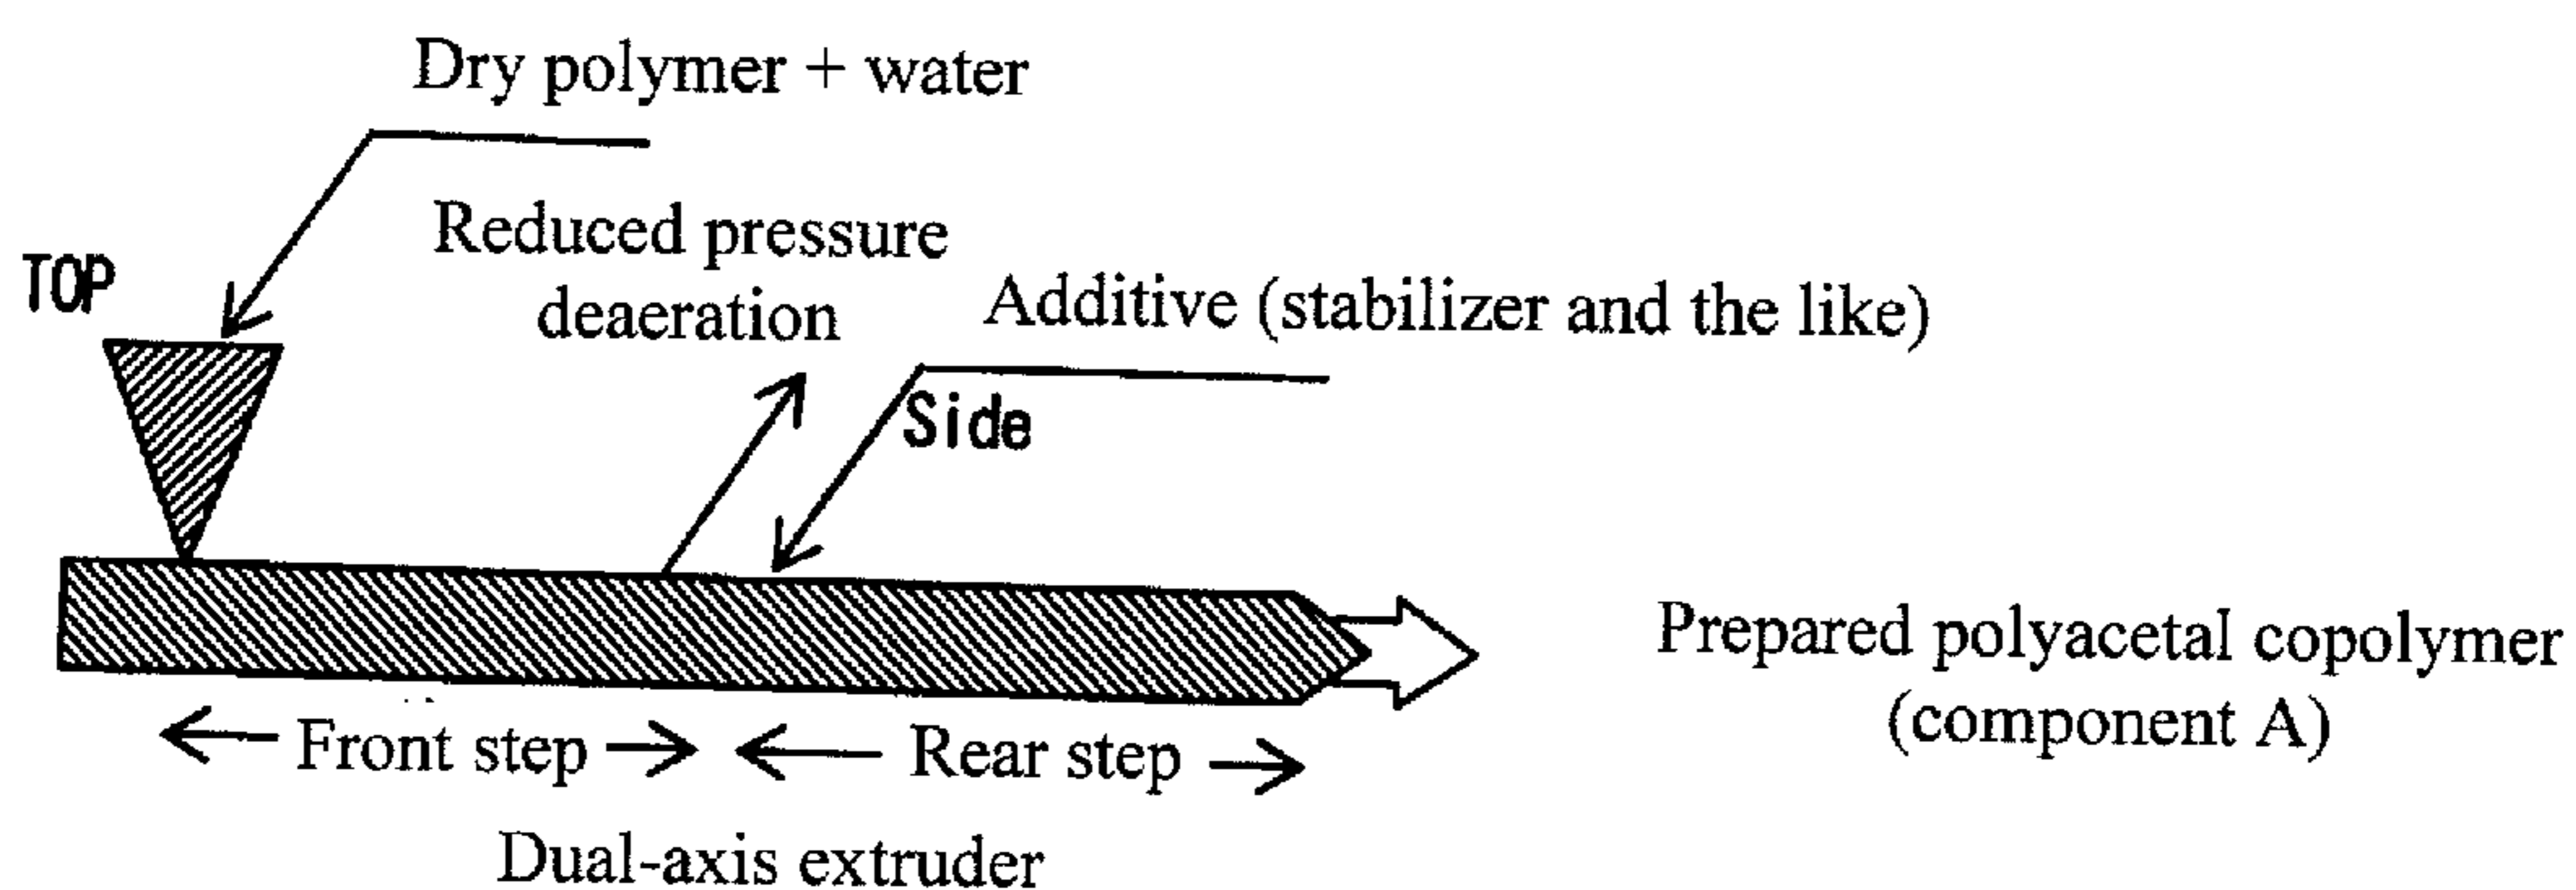 Dry polymer + water
Reduced pressure
deaeration
TOP
Additive (stabilizer and the like)
Side
Prepared polyacetal copolymer
(component A)
Front step
Rear step
Dual-axis extruder